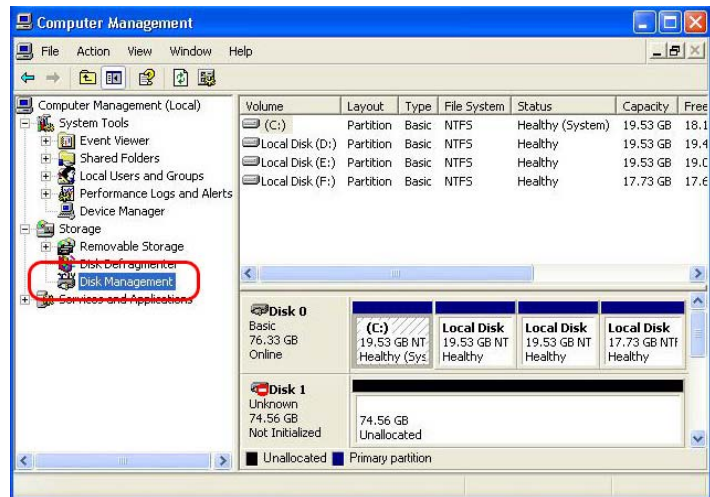 Computer Management
File Action View Window Help
Computer Management (Local)
System Tools
Event Viewer
Shared Folders
Local Users and Groups
Performance Logs and Alerts
Device Manager
Storage
Removable Storage
Disk Defragmenter
Disk Management
Services and Applications
Volume Layout Type File System Status Capacity Free
(C:) Partition Basic NTFS Healthy (System) 19.53 GB 18.1
Local Disk (D:) Partition Basic NTFS Healthy 19.53 GB 19.4
Local Disk (E:) Partition Basic NTFS Healthy 19.53 GB 19.0
Local Disk (F:) Partition Basic NTFS Healthy 17.73 GB 17.6
Disk 0
Basic
76.33 GB
Online
(C:)
19.53 GB NT
Healthy (Sys
Local Disk
19.53 GB NT
Healthy
Local Disk
19.53 GB NT
Healthy
Local Disk
17.73 GB NTF
Healthy
Disk 1
Unknown
74.56 GB
Not Initialized
74.56 GB
Unallocated
Unallocated Primary partition